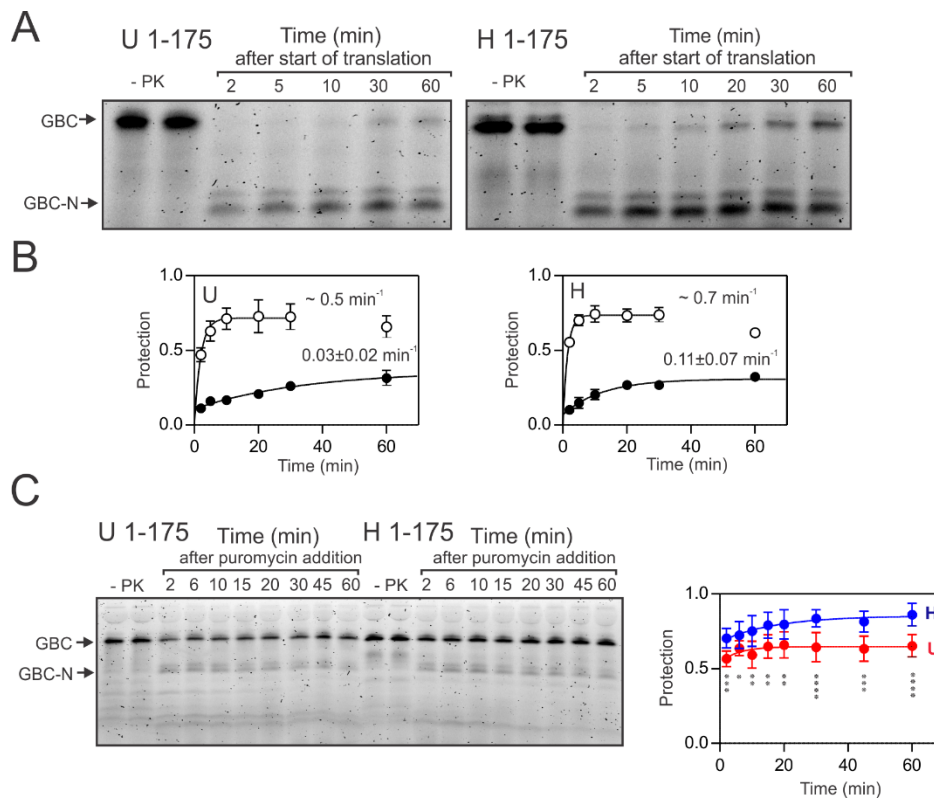 A
U 1-175
Time (min)
after start of translation
- PK
2 5 10 30 60
GBC
GBC-N
H 1-175
Time (min)
after start of translation
- PK
2 5 10 20 30 60
B
Protection
1.0
0.5
0.0
U
~ 0.5 min-1
0.03±0.02 min-1
0 20 40 60
Time (min)
Protection
1.0
0.5
0.0
H
~ 0.7 min-1
0.11±0.07 min-1
0 20 40 60
Time (min)
C
U 1-175
Time (min)
after puromycin addition
- PK
2 6 10 15 20 30 45 60
H 1-175
Time (min)
after puromycin addition
- PK
2 6 10 15 20 30 45 60
GBC
GBC-N
Protection
1.0
0.5
0.0
H
U
*** * ** ** ** **** *** ****
0 20 40 60
Time (min)